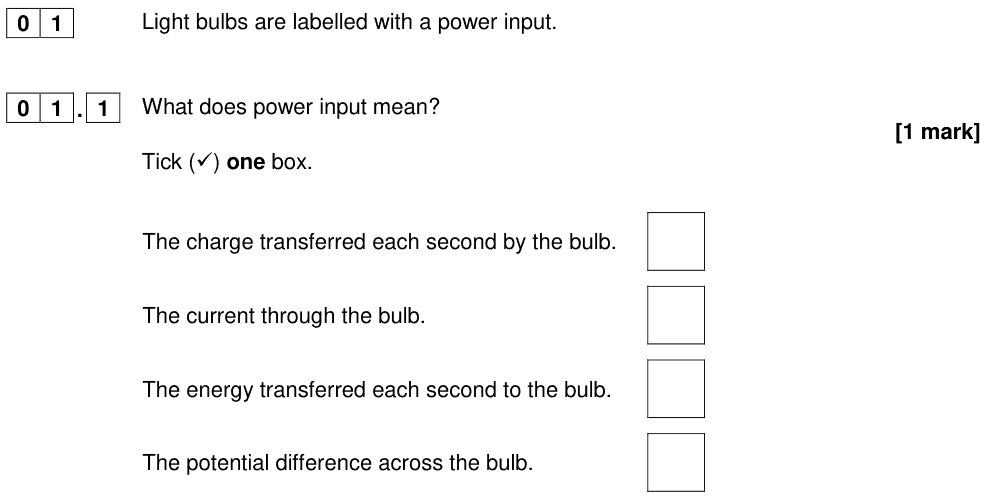 0 1 Light bulbs are labelled with a power input.
0 1 . 1 What does power input mean?
[1 mark]
Tick (✓) one box.
The charge transferred each second by the bulb.
The current through the bulb.
The energy transferred each second to the bulb.
The potential difference across the bulb.